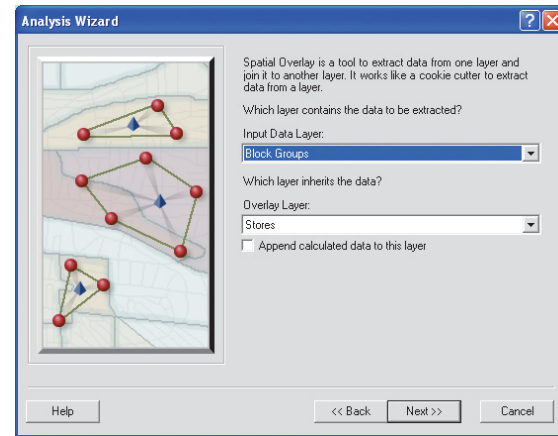 Analysis Wizard
Spatial Overlay is a tool to extract data from one layer and
join it to another layer. It works like a cookie cutter to extract
data from a layer.
Which layer contains the data to be extracted?
Input Data Layer:
Block Groups
Which layer inherits the data?
Overlay Layer:
Stores
Append calculated data to this layer
Help
<< Back
Next >>
Cancel